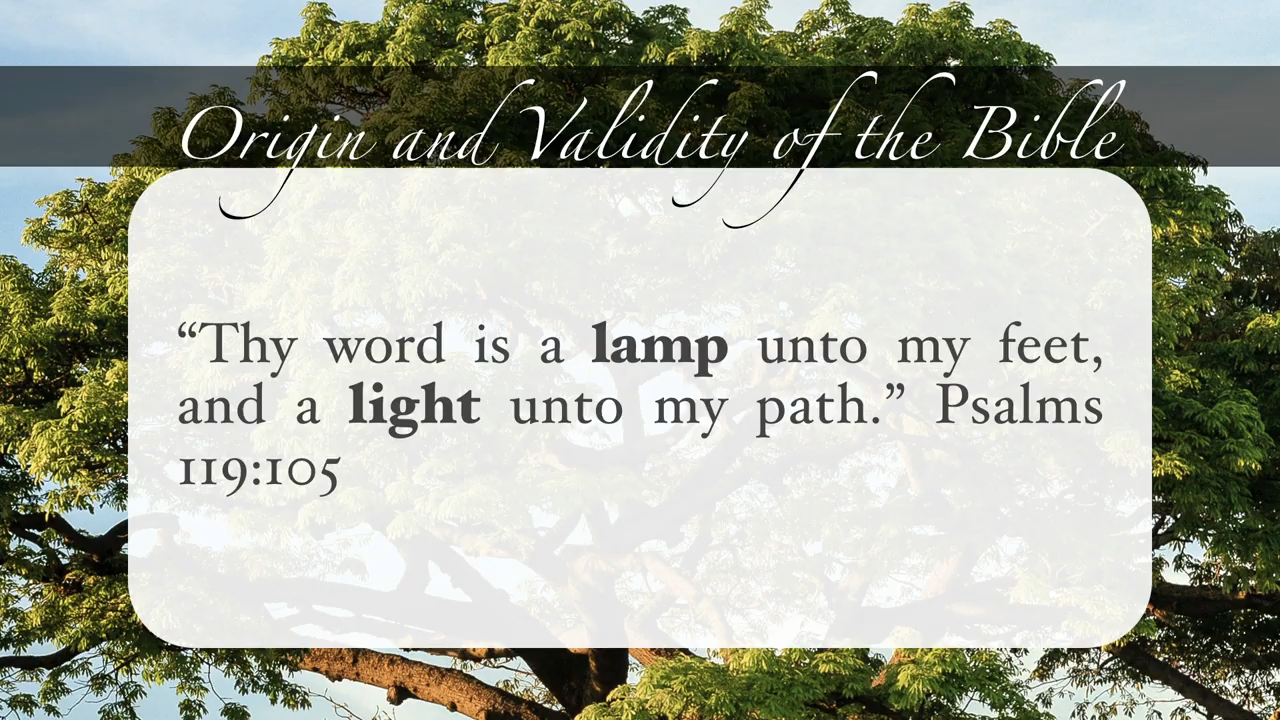 Origin and Validity of the Bible
“Thy word is a lamp unto my feet,
and a light unto my path.” Psalms
119:105